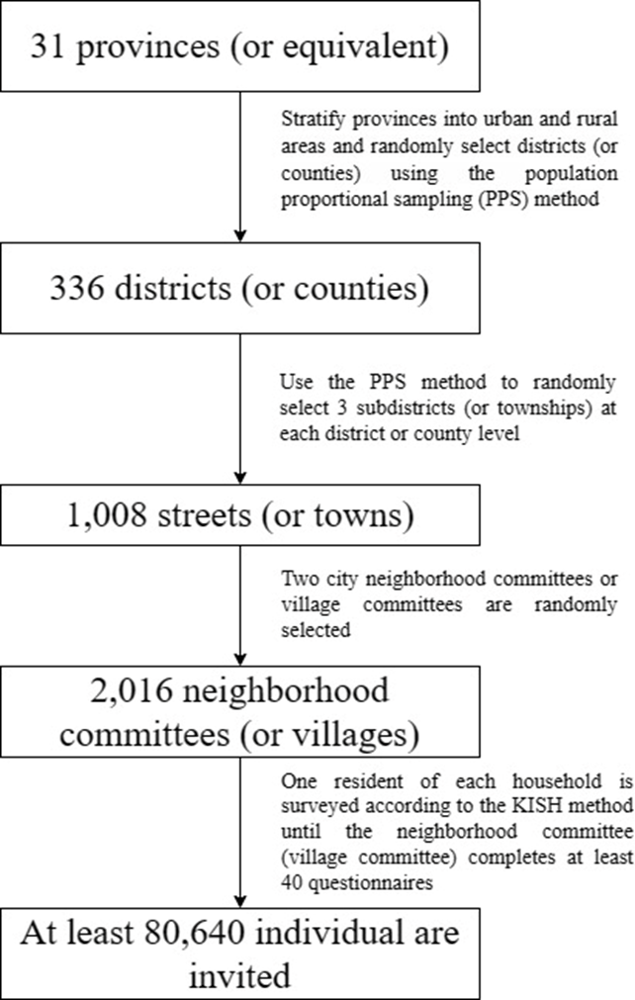 31 provinces (or equivalent)
Stratify provinces into urban and rural
areas and randomly select districts (or
counties) using the population
proportional sampling (PPS) method
336 districts (or counties)
Use the PPS method to randomly
select 3 subdistricts (or townships) at
each district or county level
1,008 streets (or towns)
Two city neighborhood committees or
village committees are randomly
selected
2,016 neighborhood
committees (or villages)
One resident of each household is
surveyed according to the KISH method
until the neighborhood committee
(village committee) completes at least
40 questionnaires
At least 80,640 individual are
invited